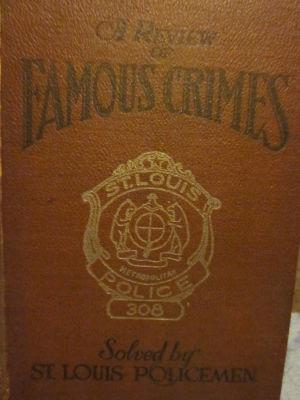 A REVIEW
OF
FAMOUS CRIMES
ST. LOUIS
METROPOLITAN
POLICE
308
Solved by
ST. LOUIS POLICEMEN